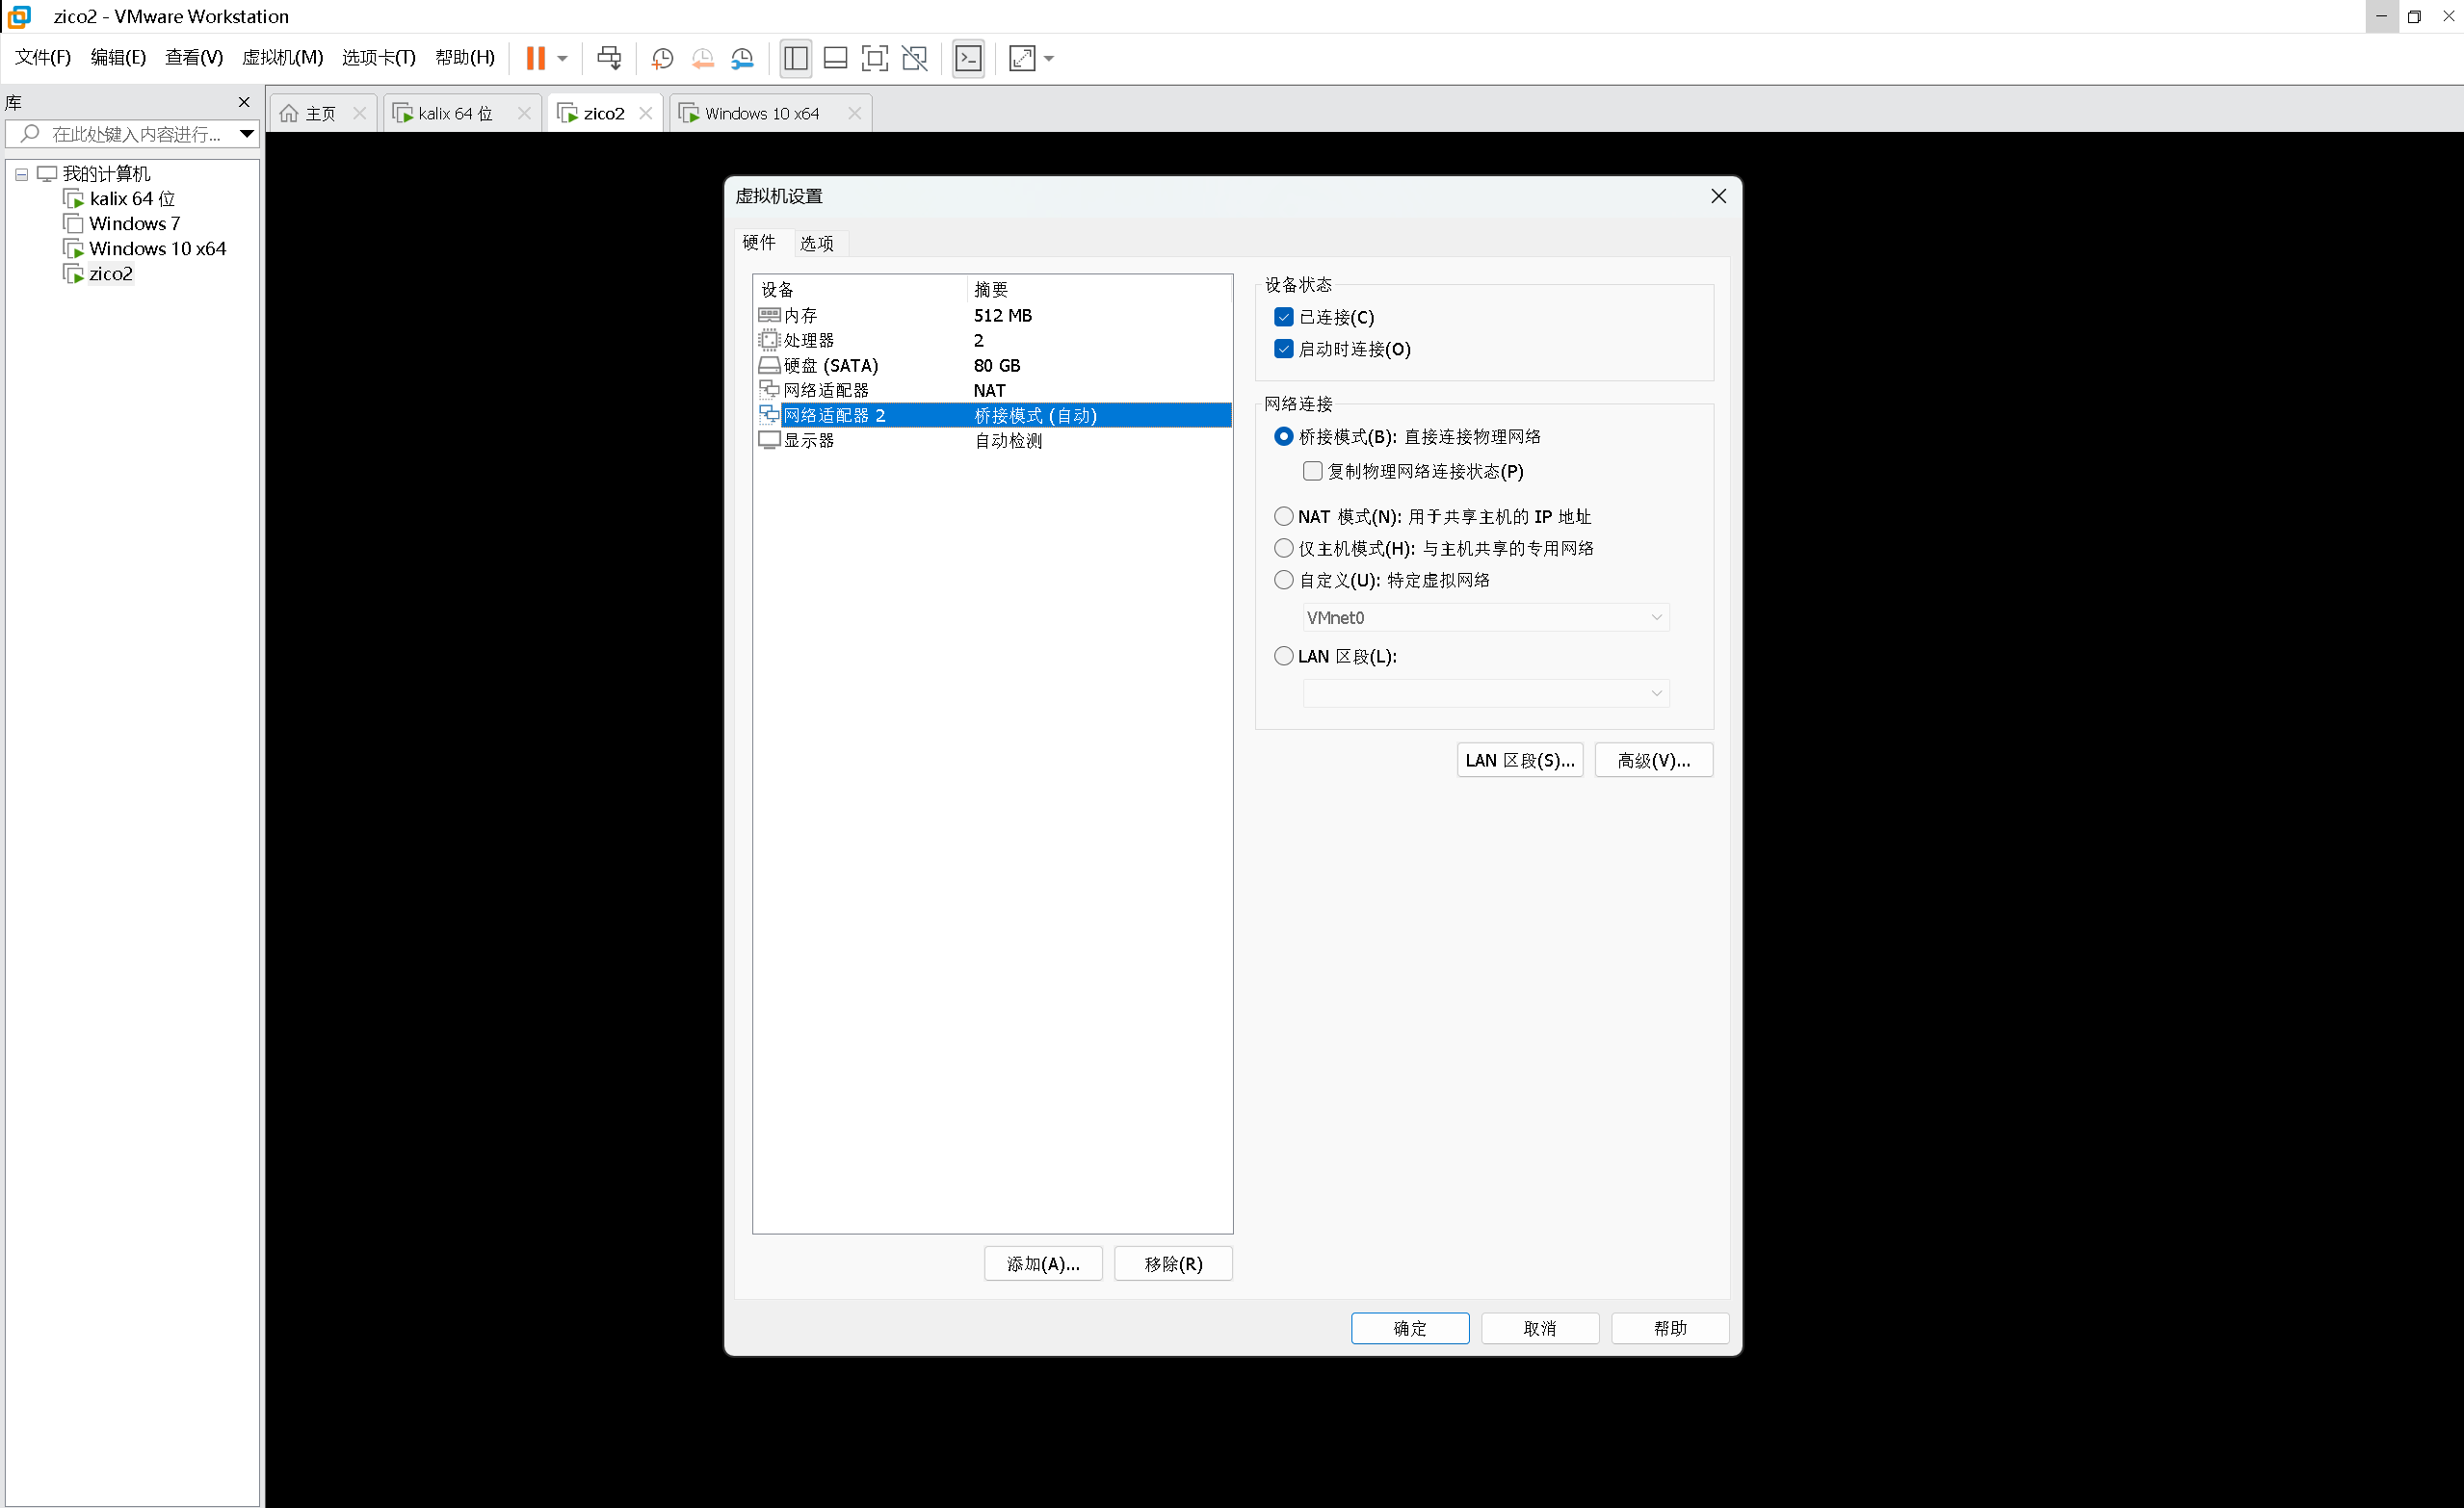 zico2 - VMware Workstation
文件(F) 编辑(E) 查看(V) 虚拟机(M) 选项卡(T) 帮助(H)
库
在此处键入内容进行...
我的计算机
kalix 64 位
Windows 7
Windows 10 x64
zico2
主页 kalix 64 位 zico2 Windows 10 x64
虚拟机设置
硬件 选项
设备 摘要
内存 512 MB
处理器 2
硬盘 (SATA) 80 GB
网络适配器 NAT
网络适配器 2 桥接模式 (自动)
显示器 自动检测
添加(A)... 移除(R)
设备状态
已连接(C)
启动时连接(O)
网络连接
桥接模式(B): 直接连接物理网络
复制物理网络连接状态(P)
NAT 模式(N): 用于共享主机的 IP 地址
仅主机模式(H): 与主机共享的专用网络
自定义(U): 特定虚拟网络
VMnet0
LAN 区段(L):
LAN 区段(S)... 高级(V)...
确定 取消 帮助